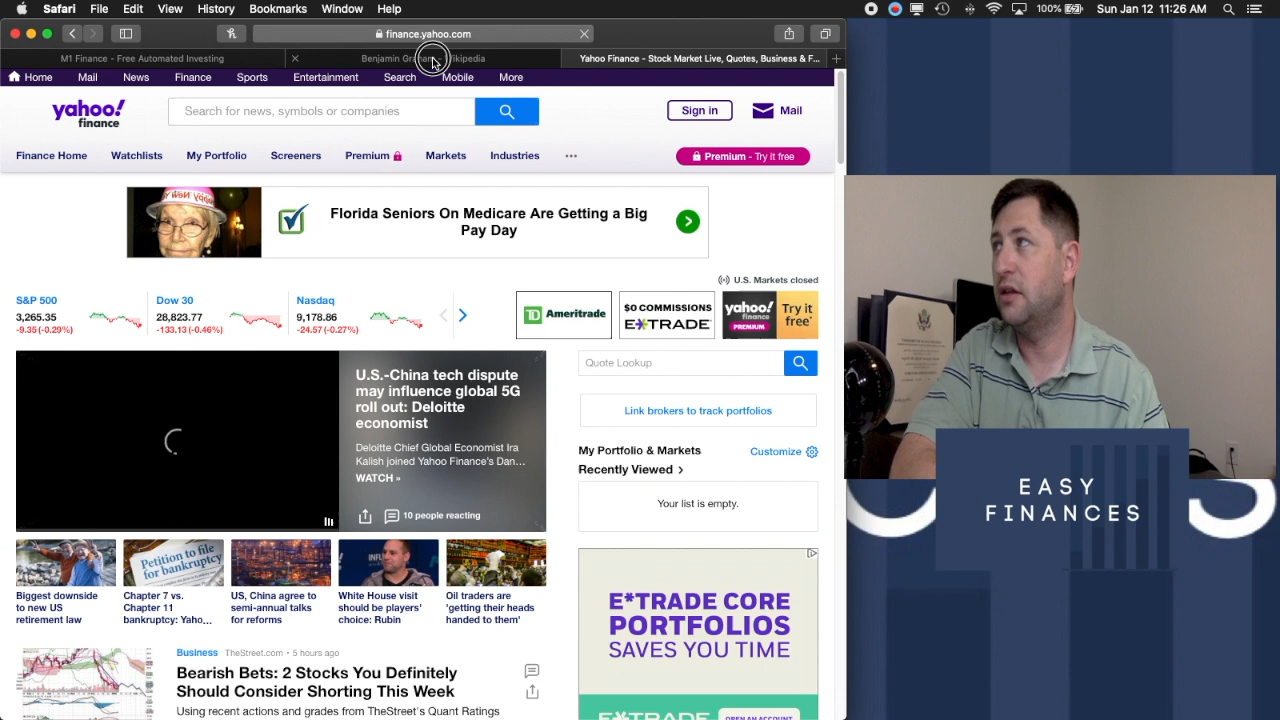 Safari File Edit View History Bookmarks Window Help
100% Sun Jan 12 11:26 AM
finance.yahoo.com
M1 Finance - Free Automated Investing
Benjamin Graham - Wikipedia
Yahoo Finance - Stock Market Live, Quotes, Business & F...
Home Mail News Finance Sports Entertainment Search Mobile More
yahoo!
finance
Search for news, symbols or companies
Sign in
Mail
Finance Home Watchlists My Portfolio Screeners Premium Markets Industries ...
Premium - Try it free
Florida Seniors On Medicare Are Getting a Big
Pay Day
U.S. Markets closed
S&P 500
3,265.35
-9.35 (-0.29%)
Dow 30
28,823.77
-133.13 (-0.46%)
Nasdaq
9,178.86
-24.57 (-0.27%)
TD Ameritrade
$0 COMMISSIONS
E*TRADE
yahoo!
finance
PREMIUM
Try it
free*
U.S.-China tech dispute
may influence global 5G
roll out: Deloitte
economist
Deloitte Chief Global Economist Ira
Kalish joined Yahoo Finance's Dan...
WATCH »
10 people reacting
Quote Lookup
Link brokers to track portfolios
My Portfolio & Markets
Customize
Recently Viewed
Your list is empty.
Biggest downside
to new US
retirement law
Petition to file
for bankruptcy
Chapter 7 vs.
Chapter 11
bankruptcy: Yaho...
US, China agree to
semi-annual talks
for reforms
White House visit
should be players'
choice: Rubin
Oil traders are
'getting their heads
handed to them'
E*TRADE CORE
PORTFOLIOS
SAVES YOU TIME
E*TRADE
OPEN AN ACCOUNT
Business TheStreet.com • 5 hours ago
Bearish Bets: 2 Stocks You Definitely
Should Consider Shorting This Week
Using recent actions and grades from TheStreet's Quant Ratings
EASY
FINANCES